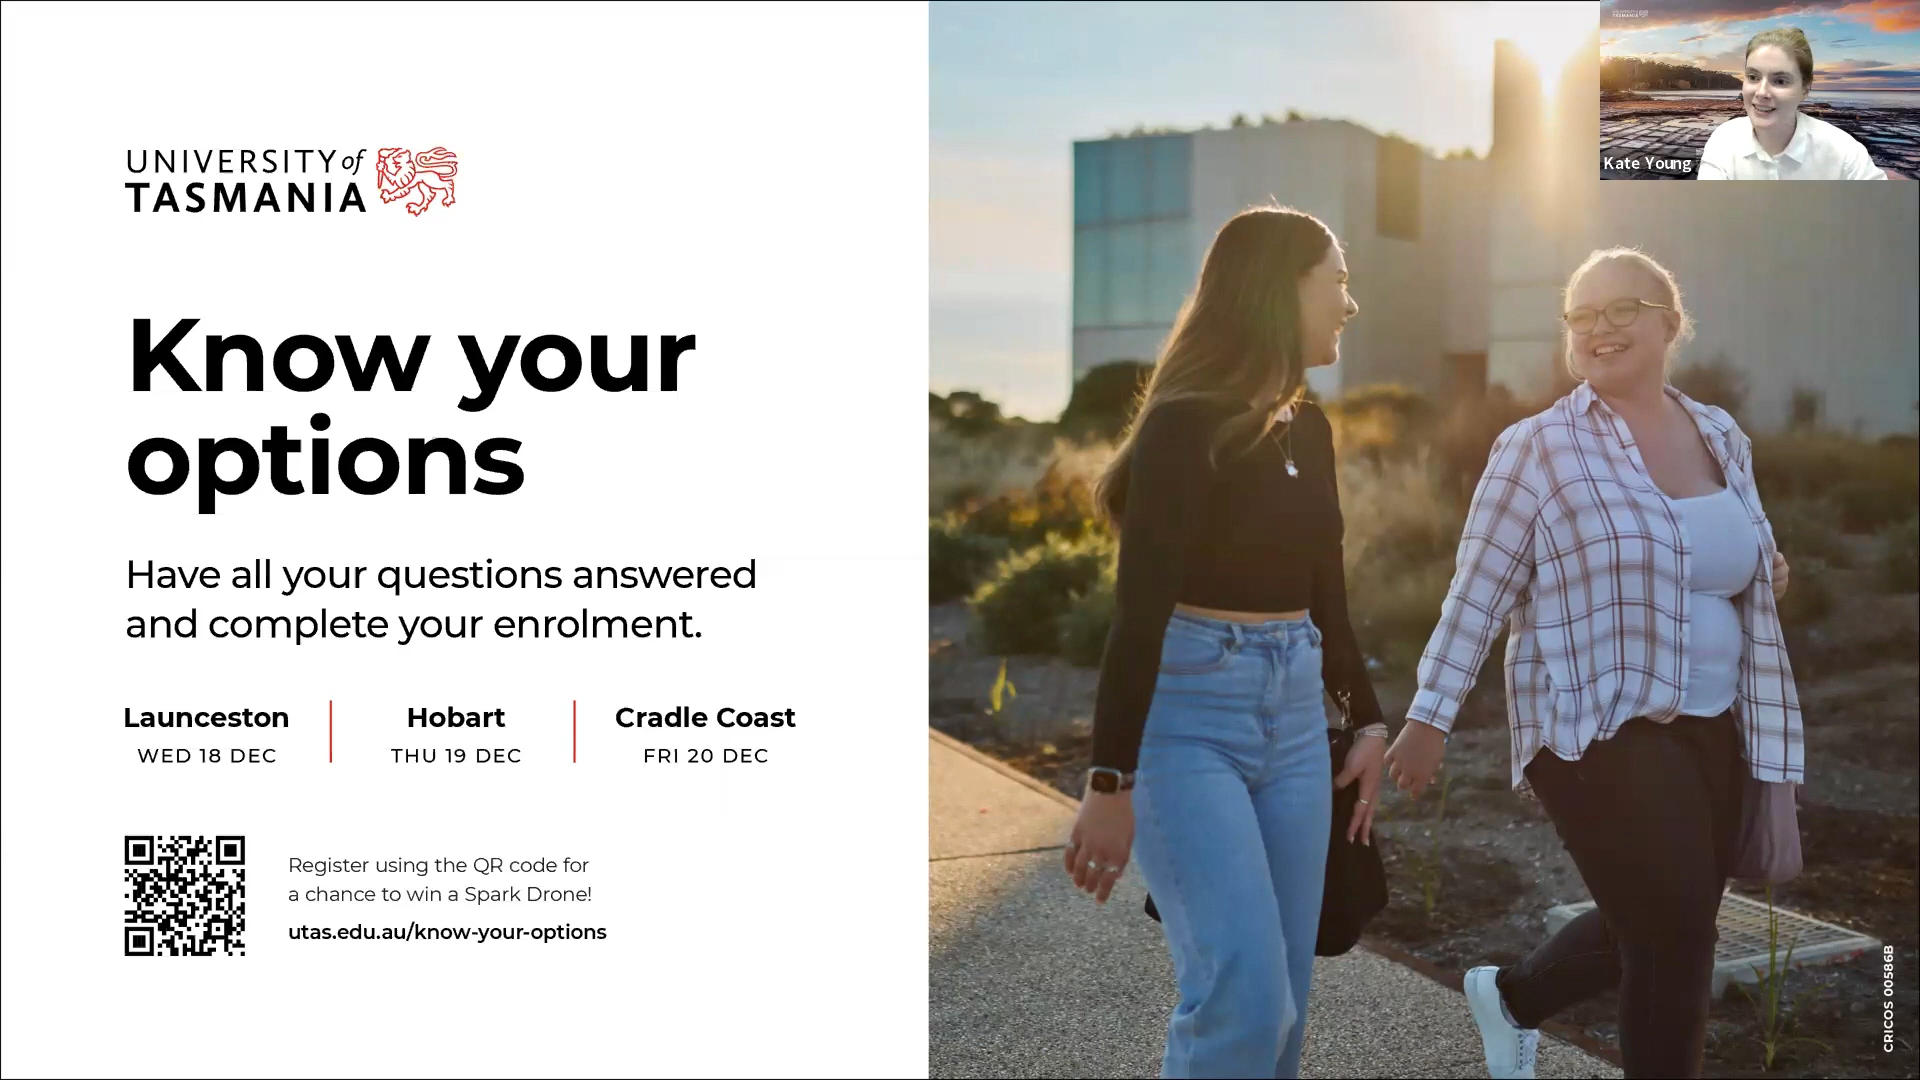 UNIVERSITY of
TASMANIA
Know your
options
Have all your questions answered
and complete your enrolment.
Launceston
WED 18 DEC
Hobart
THU 19 DEC
Cradle Coast
FRI 20 DEC
Register using the QR code for
a chance to win a Spark Drone!
utas.edu.au/know-your-options
Kate Young
CRICOS 00586B